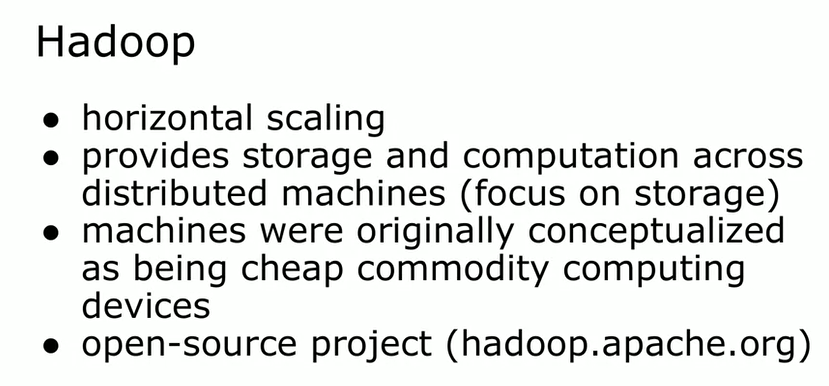 Hadoop
● horizontal scaling
● provides storage and computation across
distributed machines (focus on storage)
● machines were originally conceptualized
as being cheap commodity computing
devices
● open-source project (hadoop.apache.org)